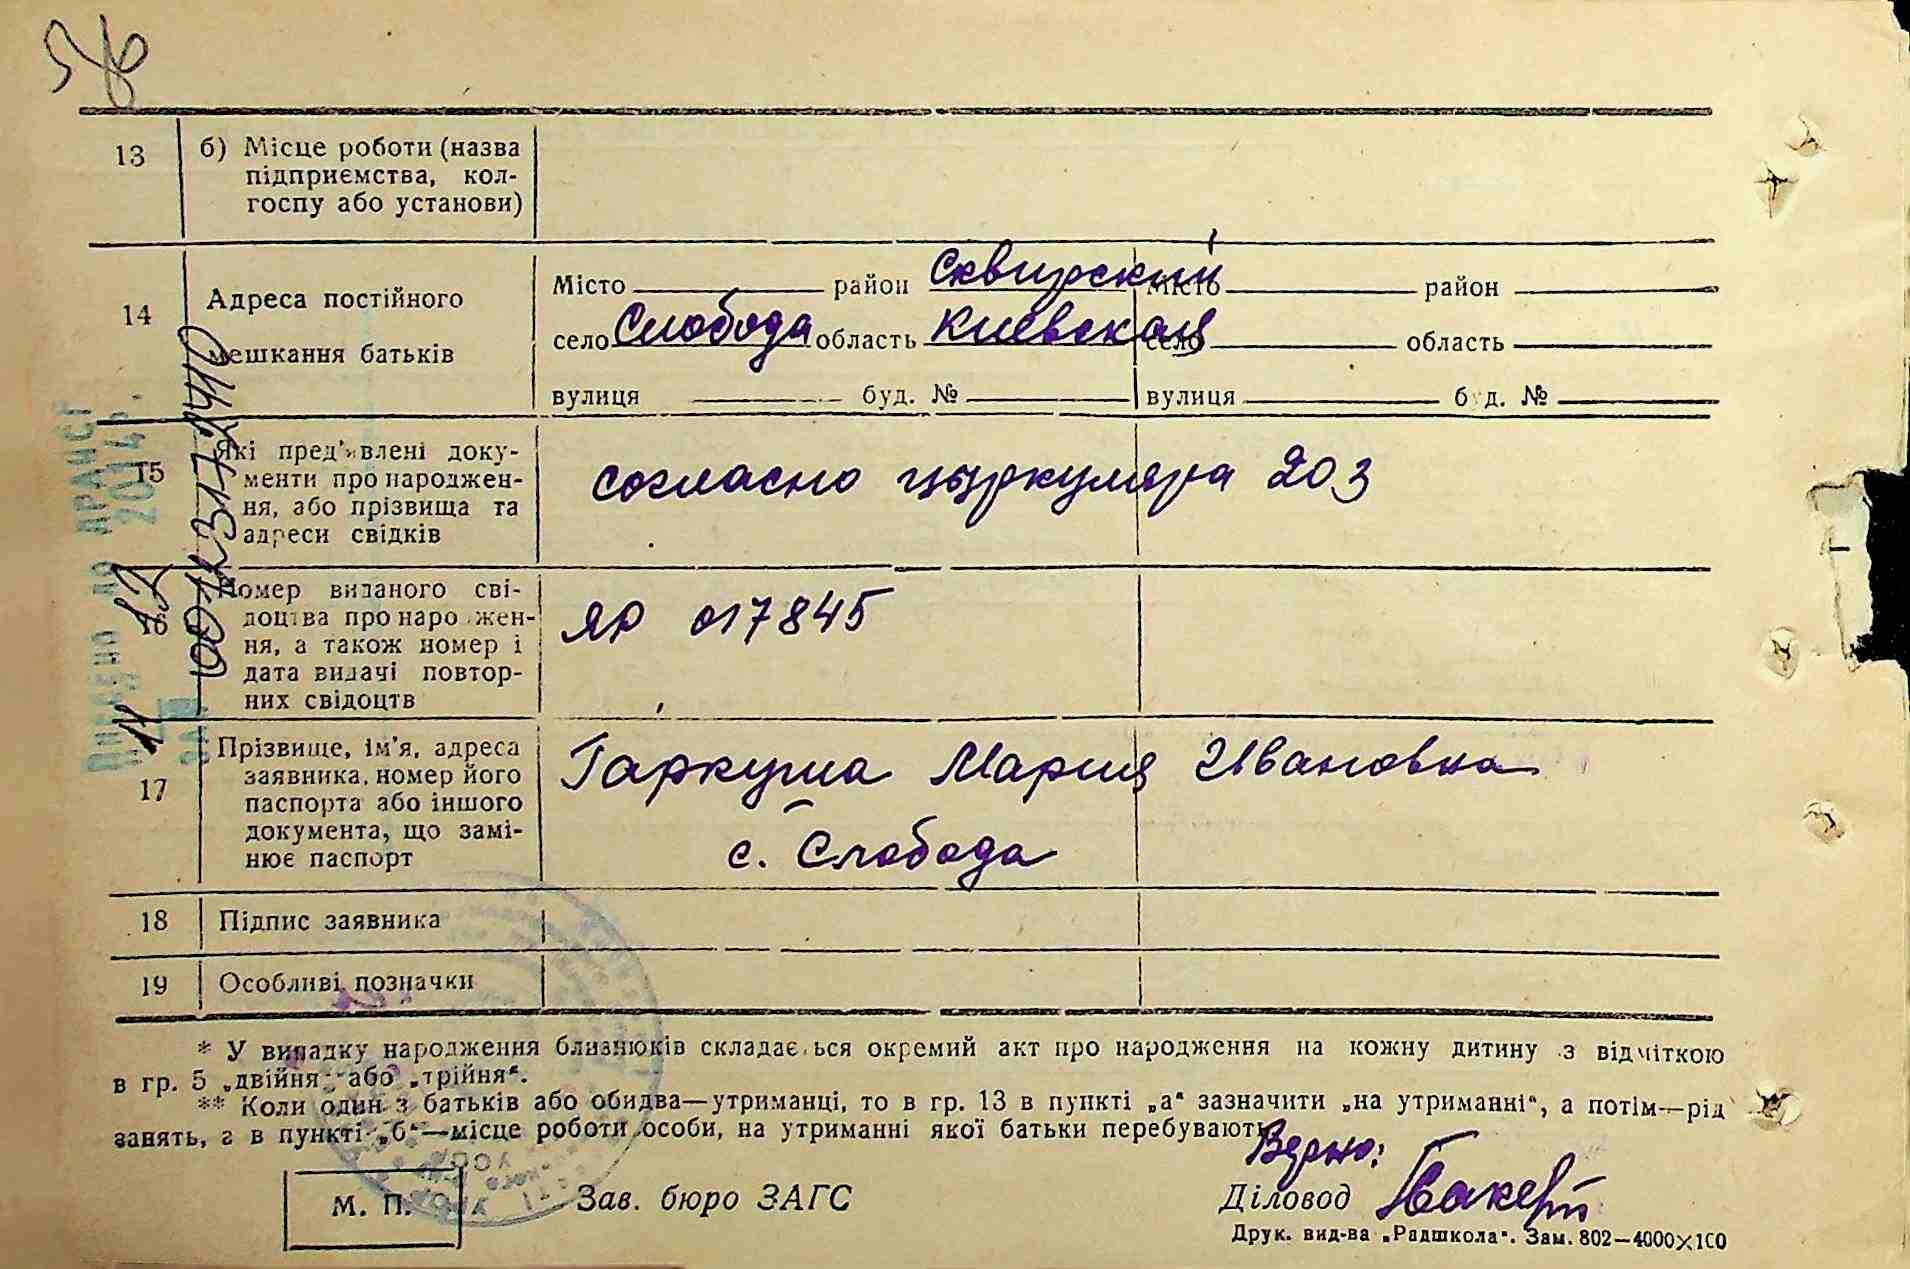 13
б) Місце роботи (назва
підприємства, кол-
госпу або установи)
14
Адреса постійного
мешкання батьків
Місто район Сквирский місто район
село Слобода область Киевская село область
вулиця буд. № вулиця буд. №
15
Які пред'явлені доку-
менти про народжен-
ня, або прізвища та
адреси свідків
согласно цыркуляра 203
16
Номер виданого сві-
доцтва про народжен-
ня, а також номер і
дата видачі повтор-
них свідоцтв
ЯР 017845
17
Прізвище, ім'я, адреса
заявника, номер його
паспорта або іншого
документа, що замі-
нює паспорт
Гаркуша Мария Ивановна
с. Слобода
18 Підпис заявника
19 Особливі позначки
* У випадку народження близнюків складається окремий акт про народження на кожну дитину з відміткою
в гр. 5 „двійня" або „трійня".
** Коли один з батьків або обидва—утриманці, то в гр. 13 в пункті „а" зазначити „на утриманні", а потім—рід
занять, а в пункті „б"—місце роботи особи, на утриманні якої батьки перебувають.
Верно:
М. П. Зав. бюро ЗАГС Діловод
Друк. вид-ва „Радшкола". Зам. 802—4000×100